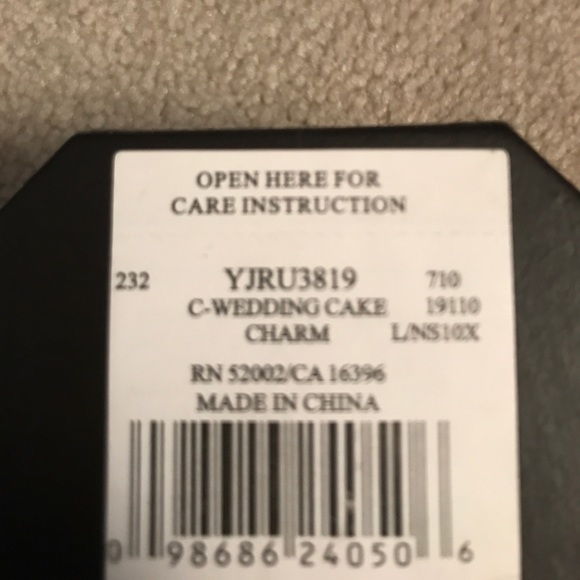 OPEN HERE FOR
CARE INSTRUCTION
232 YJRU3819 710
C-WEDDING CAKE 19110
CHARM L/NS10X
RN 52002/CA 16396
MADE IN CHINA
0 98686 24050 6